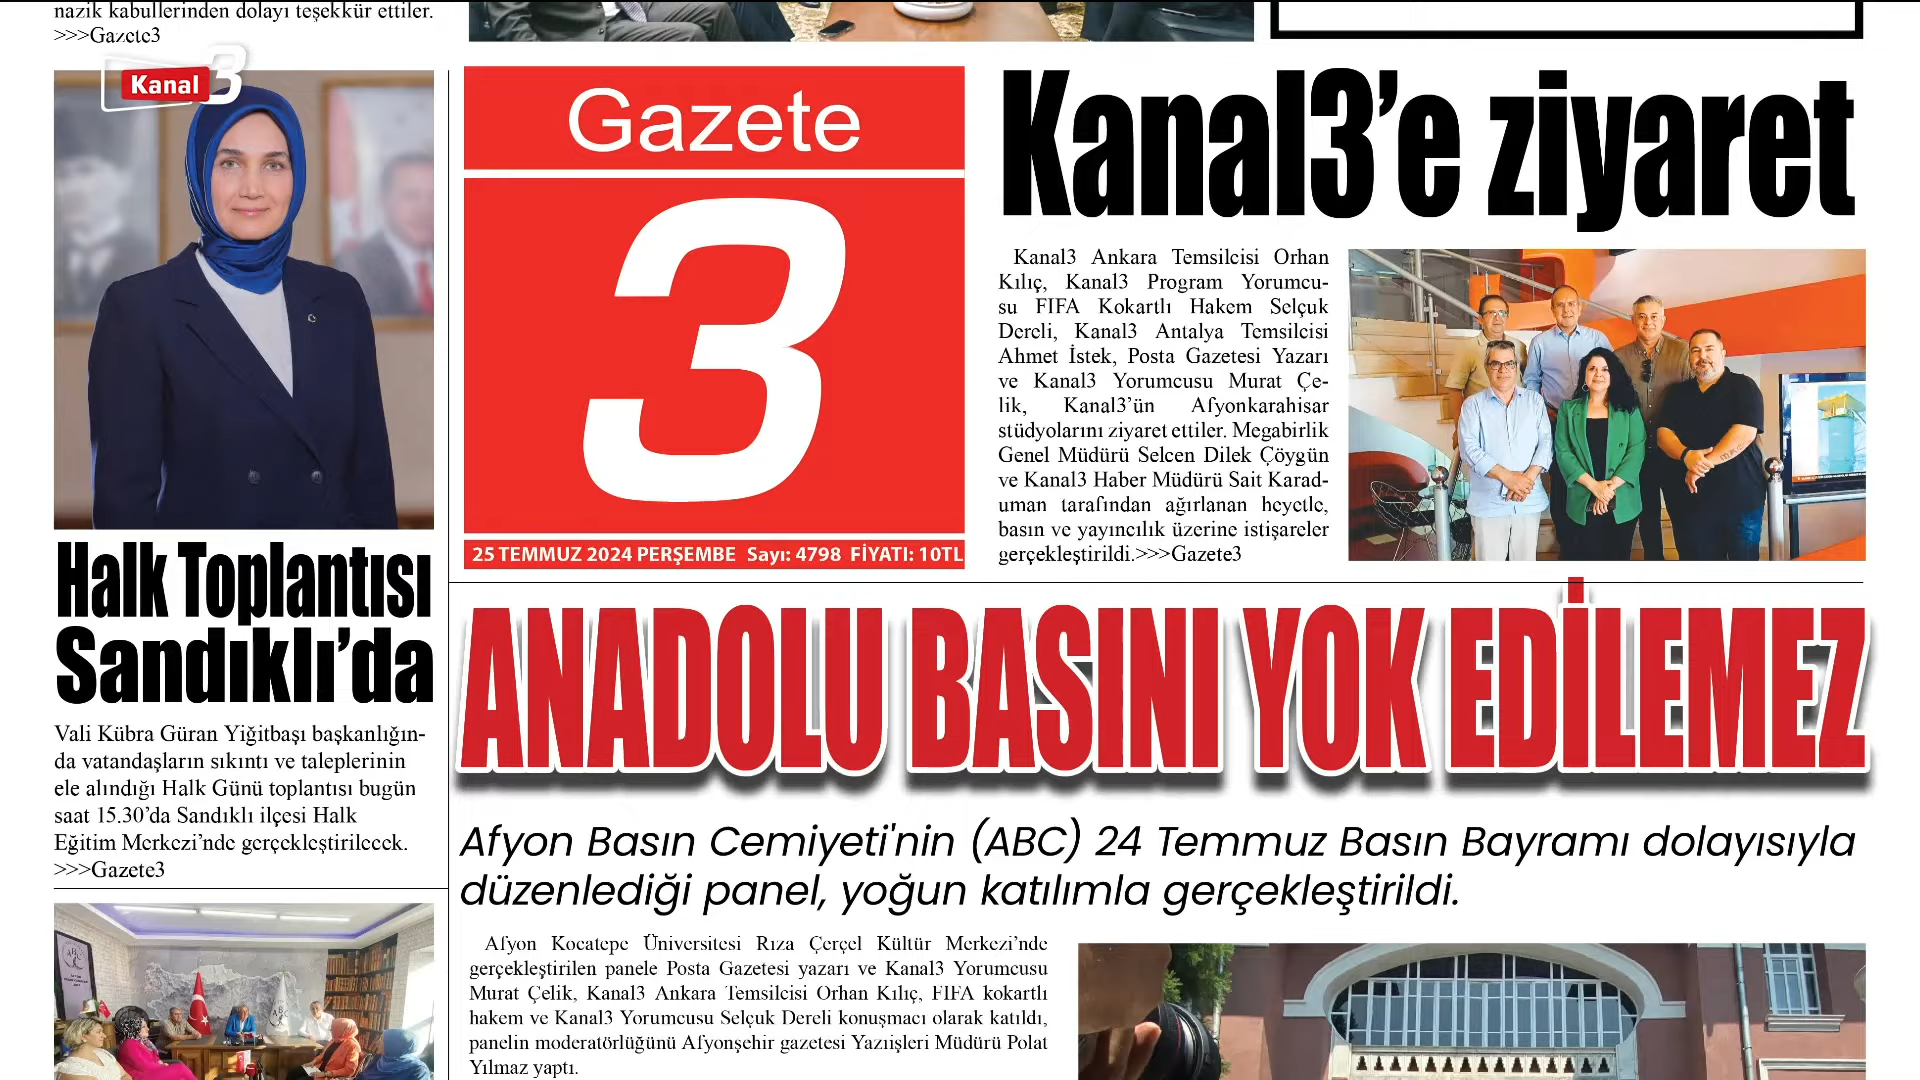 nazik kabullerinden dolayı teşekkür ettiler.
>>>Gazete3
Kanal 3
Halk Toplantısı
Sandıklı'da
Vali Kübra Güran Yiğitbaşı başkanlığın-
da vatandaşların sıkıntı ve taleplerinin
ele alındığı Halk Günü toplantısı bugün
saat 15.30'da Sandıklı ilçesi Halk
Eğitim Merkezi'nde gerçekleştirilecek.
>>>Gazete3
Gazete
3
25 TEMMUZ 2024 PERŞEMBE Sayı: 4798 FİYATI: 10TL
Kanal3'e ziyaret
Kanal3 Ankara Temsilcisi Orhan
Kılıç, Kanal3 Program Yorumcu-
su FIFA Kokartlı Hakem Selçuk
Dereli, Kanal3 Antalya Temsilcisi
Ahmet İstek, Posta Gazetesi Yazarı
ve Kanal3 Yorumcusu Murat Çe-
lik, Kanal3'ün Afyonkarahisar
stüdyolarını ziyaret ettiler. Megabirlik
Genel Müdürü Selcen Dilek Çöygün
ve Kanal3 Haber Müdürü Sait Karad-
uman tarafından ağırlanan heyetle,
basın ve yayıncılık üzerine istişareler
gerçekleştirildi.>>>Gazete3
ANADOLU BASINI YOK EDİLEMEZ
Afyon Basın Cemiyeti'nin (ABC) 24 Temmuz Basın Bayramı dolayısıyla
düzenlediği panel, yoğun katılımla gerçekleştirildi.
Afyon Kocatepe Üniversitesi Rıza Çerçel Kültür Merkezi'nde
gerçekleştirilen panele Posta Gazetesi yazarı ve Kanal3 Yorumcusu
Murat Çelik, Kanal3 Ankara Temsilcisi Orhan Kılıç, FIFA kokartlı
hakem ve Kanal3 Yorumcusu Selçuk Dereli konuşmacı olarak katıldı,
panelin moderatörlüğünü Afyonşehir gazetesi Yazıişleri Müdürü Polat
Yılmaz yaptı.